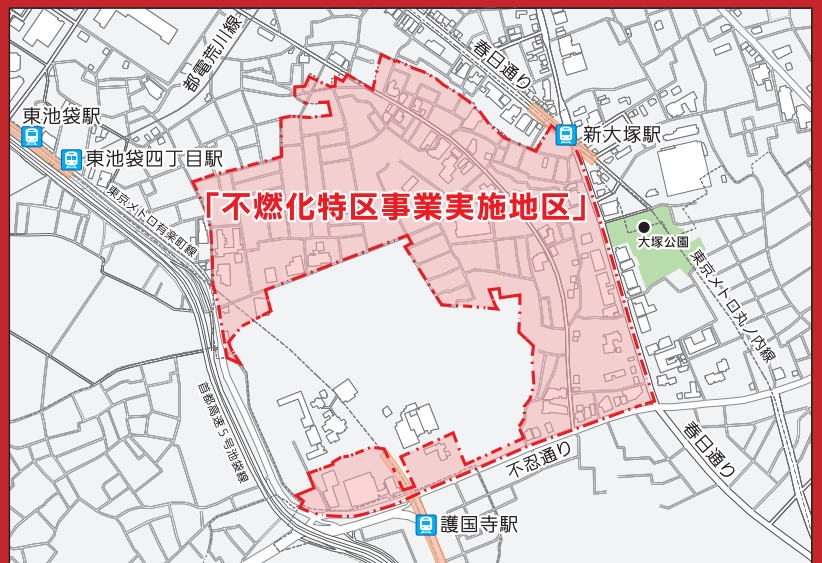 都電荒川線
春日通り
東池袋駅
新大塚駅
東池袋四丁目駅
東京メトロ有楽町線
「不燃化特区事業実施地区」
大塚公園
東京メトロ丸ノ内線
首都高速5号池袋線
不忍通り
春日通り
護国寺駅